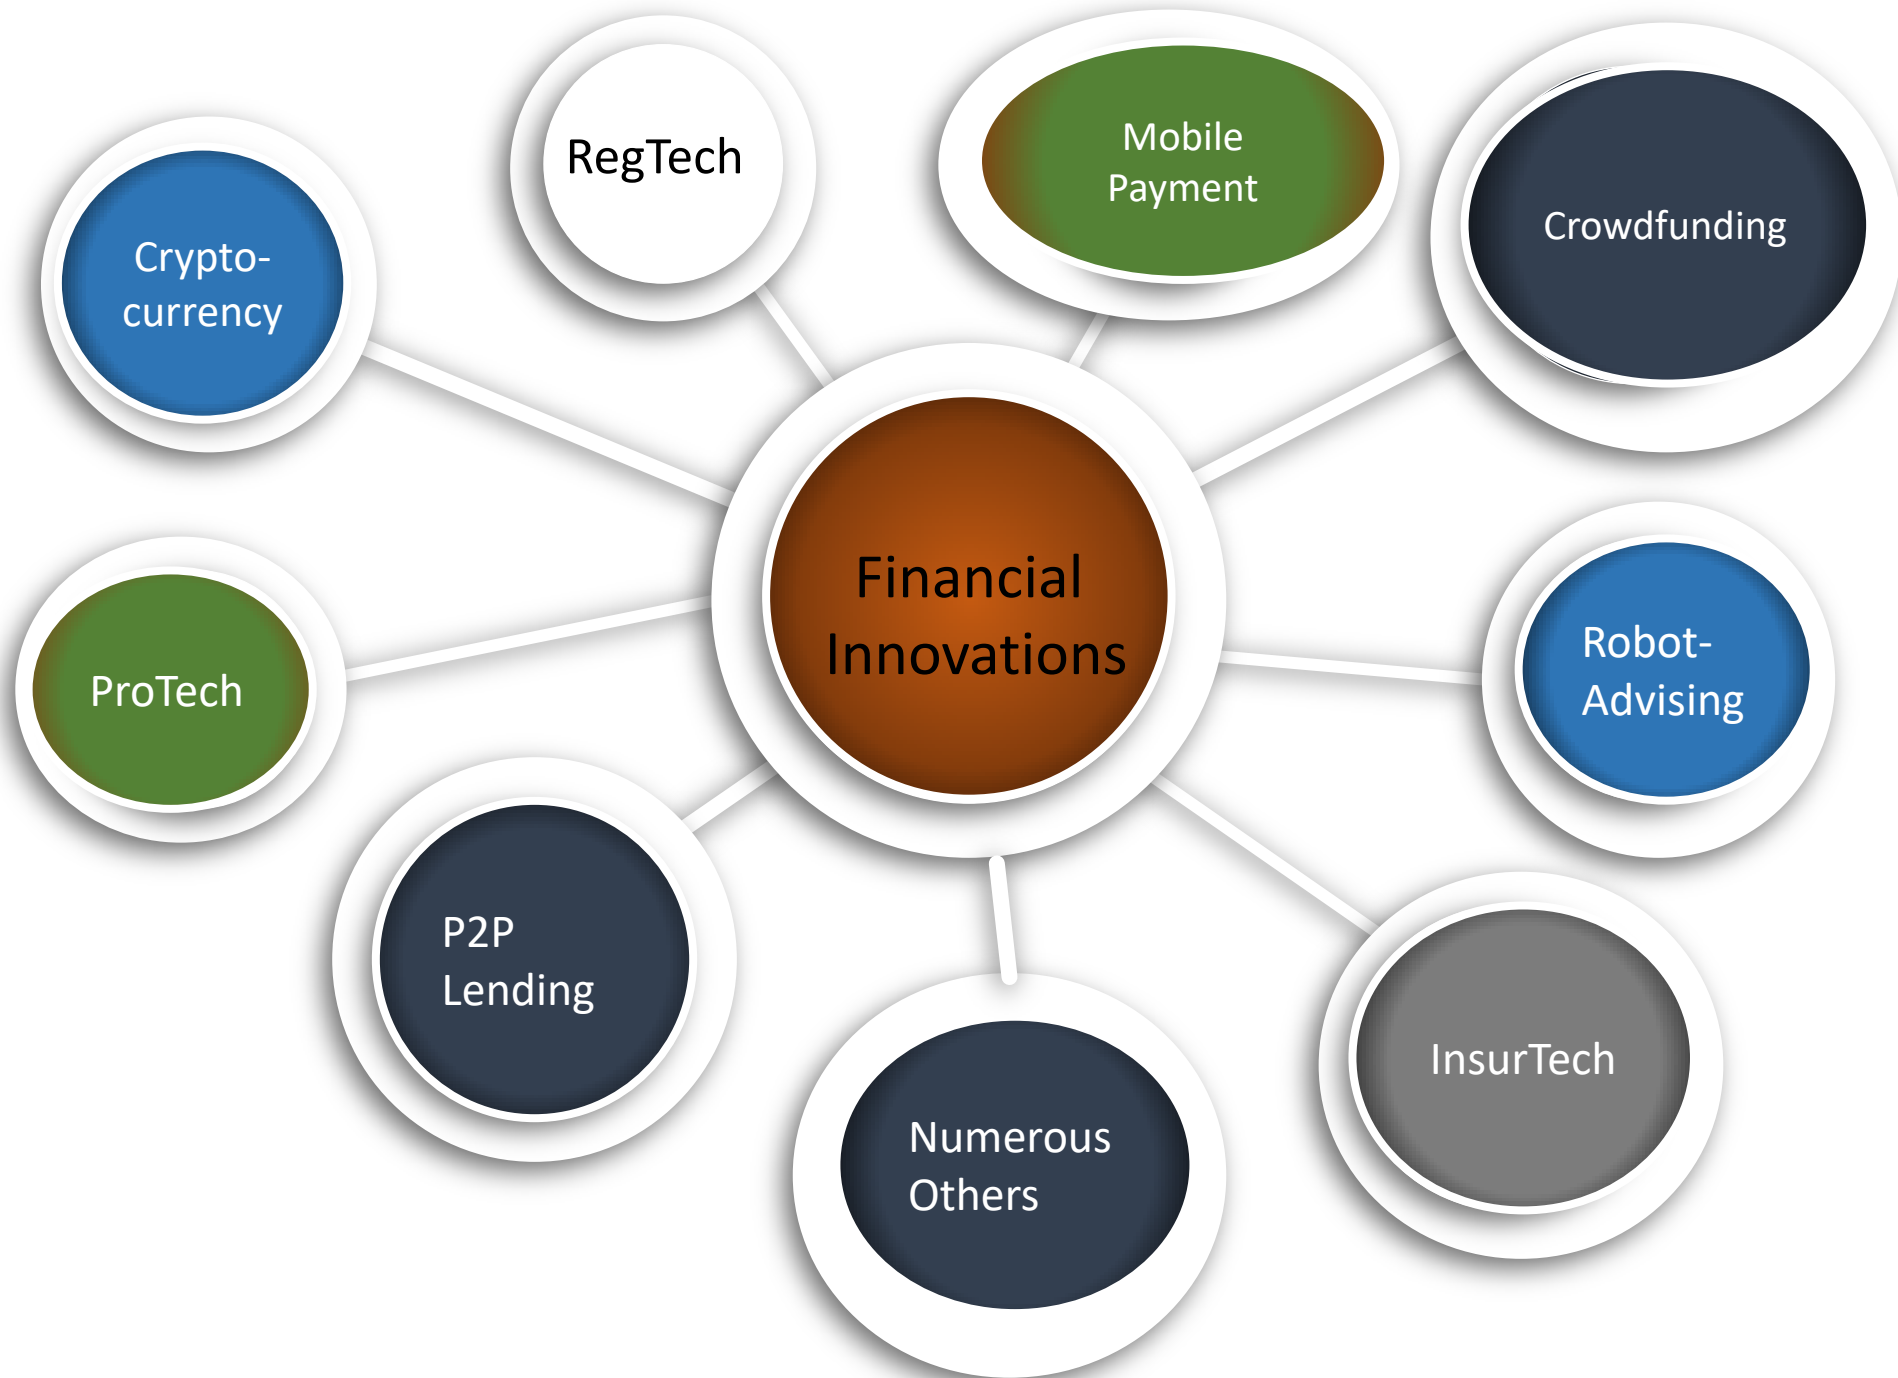 RegTech
Mobile
Payment
Crowdfunding
Crypto-
currency
Financial
Innovations
Robot-
Advising
ProTech
P2P
Lending
InsurTech
Numerous
Others